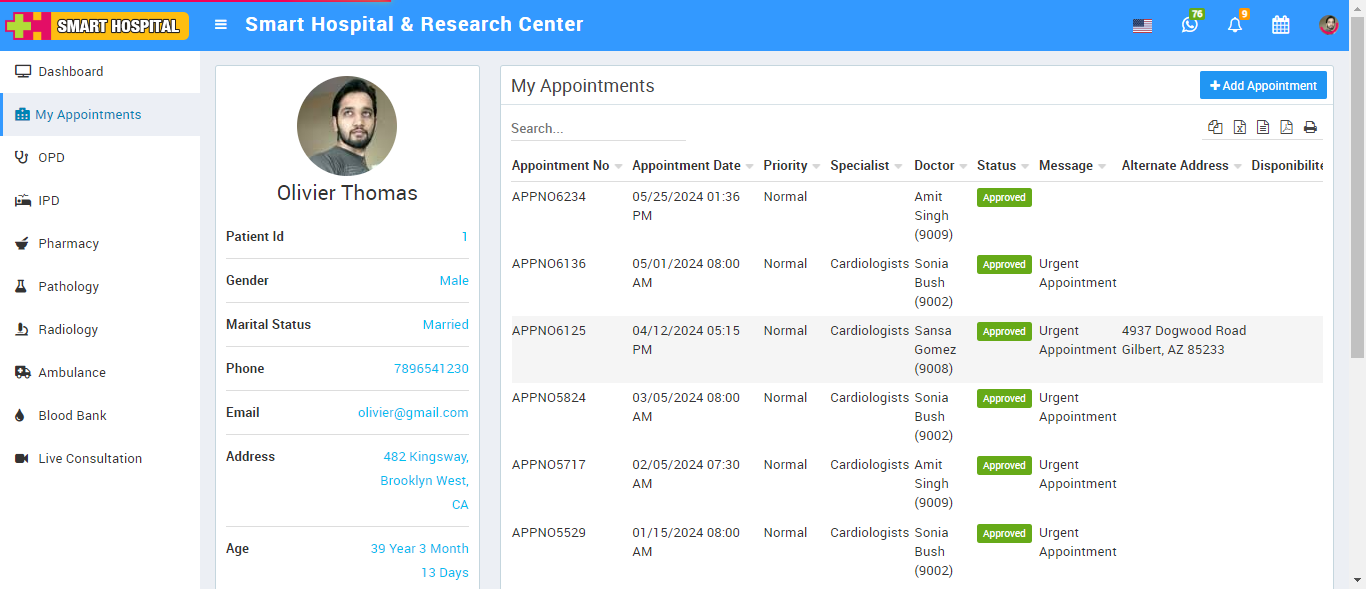 SMART HOSPITAL
Smart Hospital & Research Center
76
9
Dashboard
My Appointments
OPD
IPD
Pharmacy
Pathology
Radiology
Ambulance
Blood Bank
Live Consultation
Olivier Thomas
Patient Id 1
Gender Male
Marital Status Married
Phone 7896541230
Email olivier@gmail.com
Address 482 Kingsway,
Brooklyn West,
CA
Age 39 Year 3 Month
13 Days
My Appointments
+ Add Appointment
Search...
Appointment No Appointment Date Priority Specialist Doctor Status Message Alternate Address Disponibilite
APPNO6234 05/25/2024 01:36 Normal Amit Approved
PM Singh
(9009)
APPNO6136 05/01/2024 08:00 Normal Cardiologists Sonia Approved Urgent
AM Bush Appointment
(9002)
APPNO6125 04/12/2024 05:15 Normal Cardiologists Sansa Approved Urgent 4937 Dogwood Road
PM Gomez Appointment Gilbert, AZ 85233
(9008)
APPNO5824 03/05/2024 08:00 Normal Cardiologists Sonia Approved Urgent
AM Bush Appointment
(9002)
APPNO5717 02/05/2024 07:30 Normal Cardiologists Amit Approved Urgent
AM Singh Appointment
(9009)
APPNO5529 01/15/2024 08:00 Normal Cardiologists Sonia Approved Urgent
AM Bush Appointment
(9002)